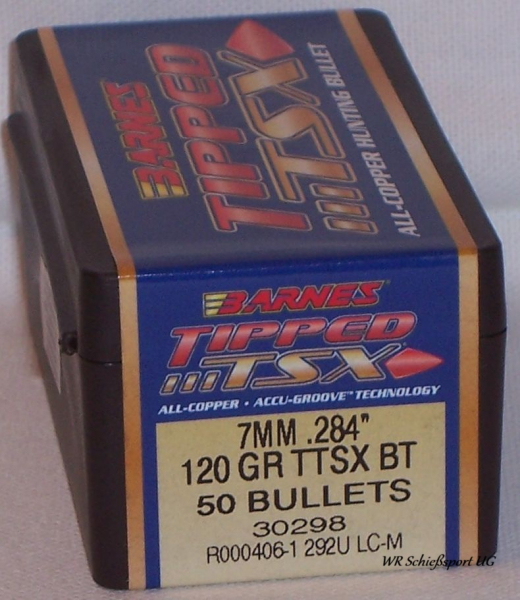 BARNES
TIPPED
TSX
ALL-COPPER HUNTING BULLET
BARNES
TIPPED
TSX
ALL-COPPER • ACCU-GROOVE™ TECHNOLOGY
7MM .284"
120 GR TTSX BT
50 BULLETS
30298
R000406-1 292U LC-M
WR Schießsport UG